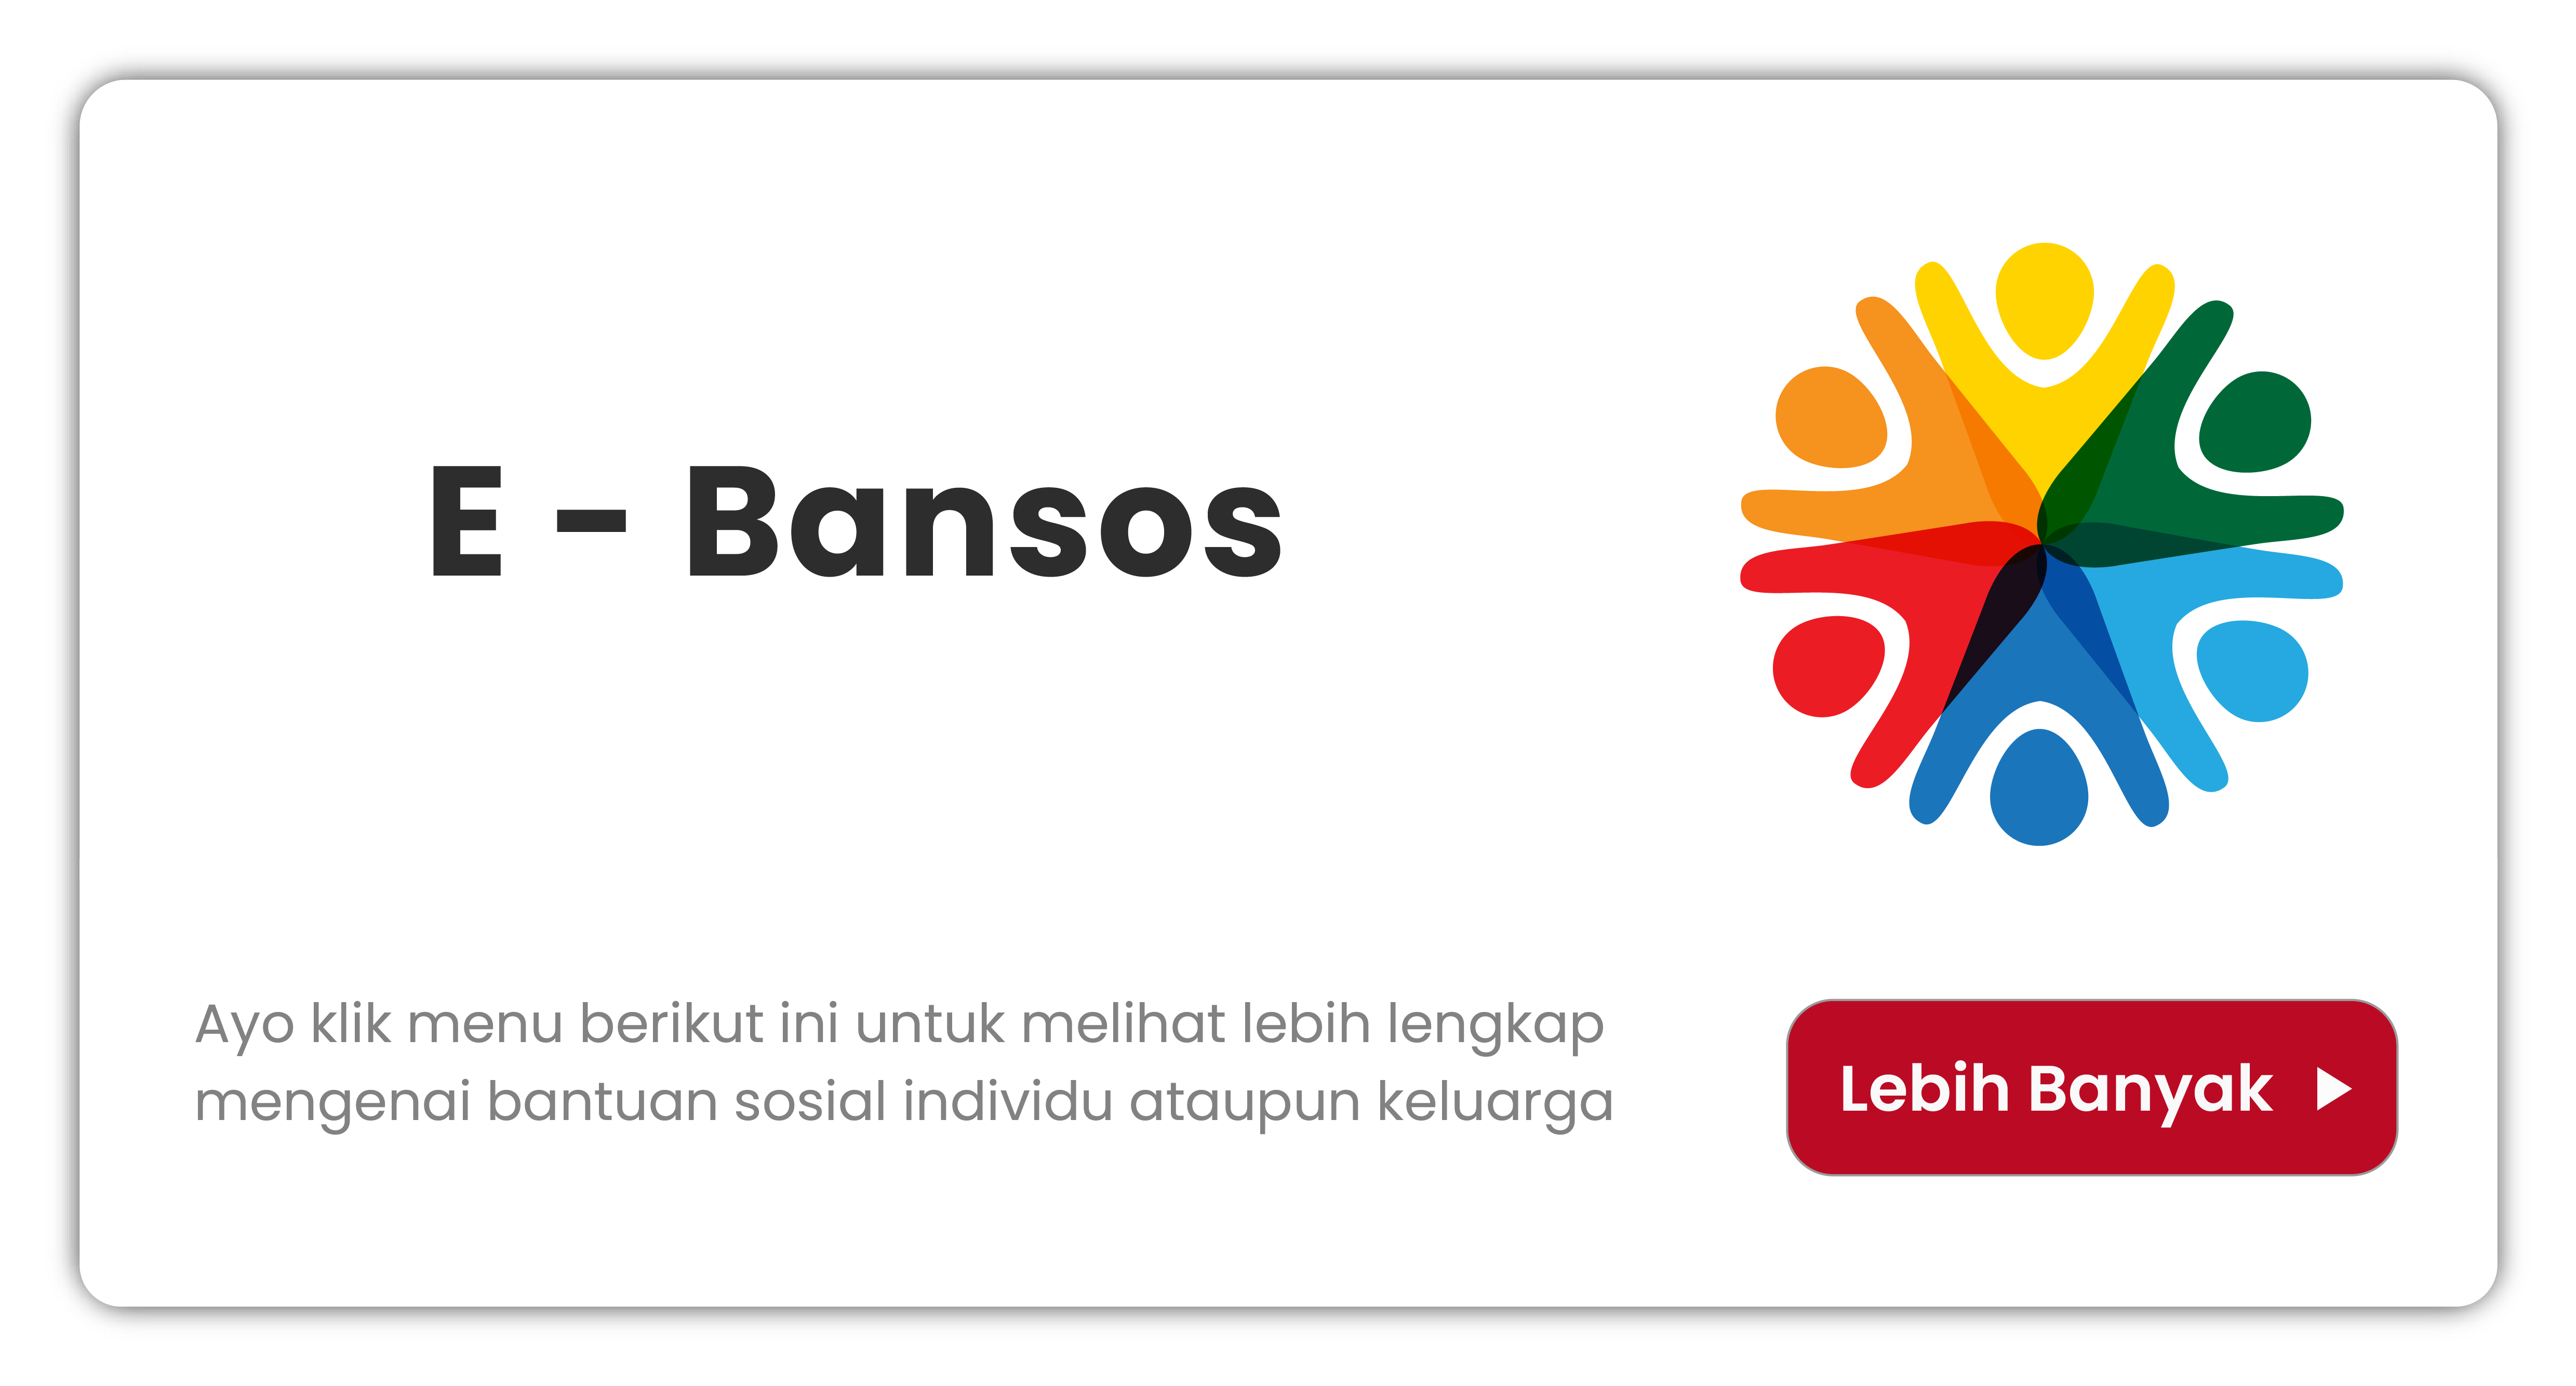 E - Bansos
Ayo klik menu berikut ini untuk melihat lebih lengkap
mengenai bantuan sosial individu ataupun keluarga
Lebih Banyak